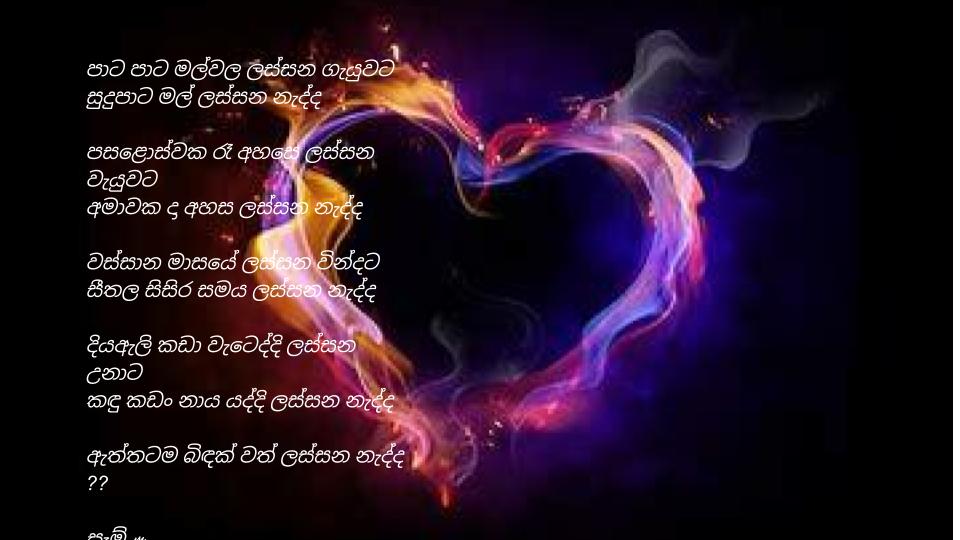 පාට පාට මල්වල ලස්සන ගැයුවට
සුදුපාට මල් ලස්සන නැද්ද
පසළොස්වක රෑ අහසෙ ලස්සන
වැයුවට
අමාවක දා අහස ලස්සන නැද්ද
වස්සාන මාසයේ ලස්සන වින්දට
සීතල සිසිර සමය ලස්සන නැද්ද
දියඇලි කඩා වැටෙද්දි ලස්සන
උනාට
කඳු කඩං නාය යද්දි ලස්සන නැද්ද
ඇත්තටම බිඳක් වත් ලස්සන නැද්ද
??